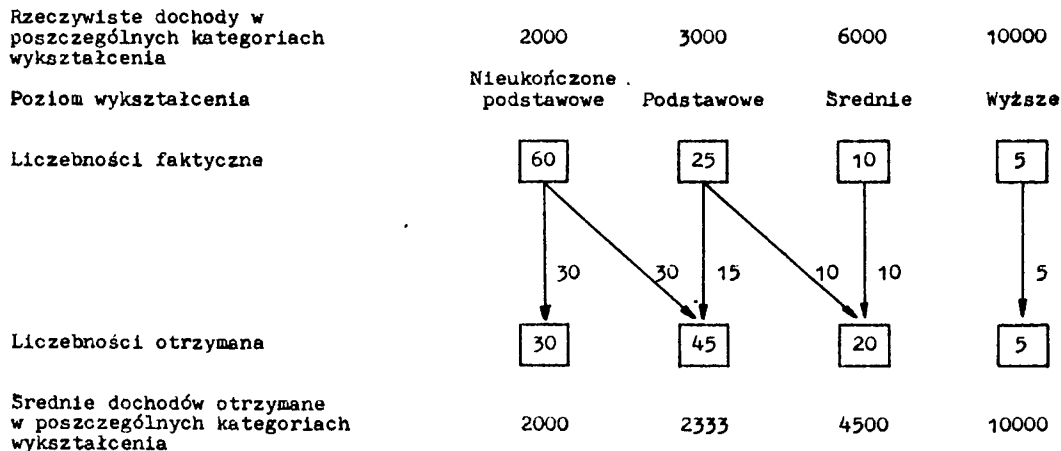 Rzeczywiste dochody w
poszczególnych kategoriach
wykształcenia
2000 3000 6000 10000
Poziom wykształcenia
Nieukończone
podstawowe Podstawowe Średnie Wyższe
Liczebności faktyczne 60 25 10 5
30 30 15 10 10 5
Liczebności otrzymana 30 45 20 5
Średnie dochodów otrzymane
w poszczególnych kategoriach
wykształcenia
2000 2333 4500 10000